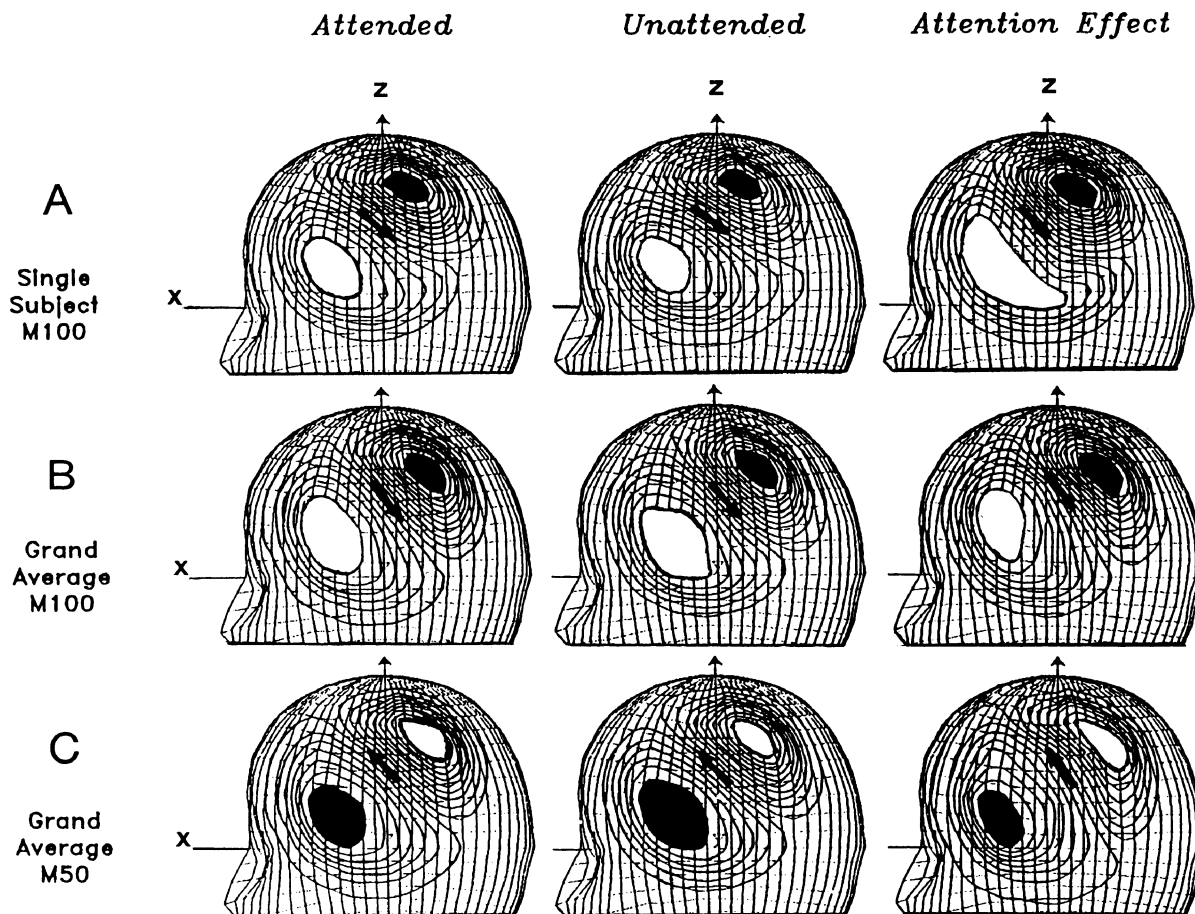 Attended Unattended Attention Effect
z z z
A
Single
Subject
M100
x
B
Grand
Average
M100
x
C
Grand
Average
M50
x